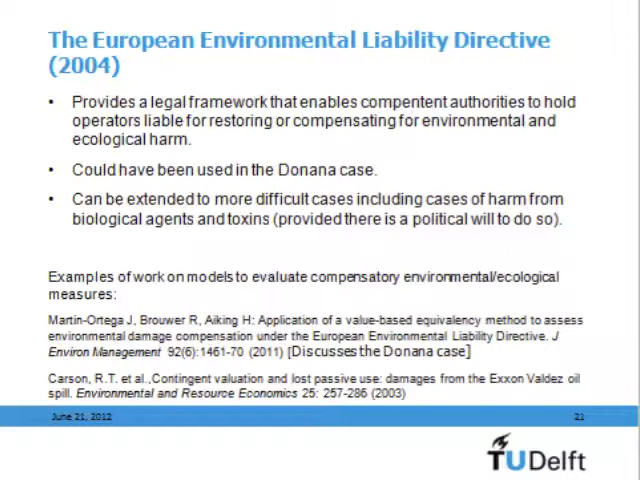 The European Environmental Liability Directive
(2004)
• Provides a legal framework that enables compentent authorities to hold
operators liable for restoring or compensating for environmental and
ecological harm.
• Could have been used in the Donana case.
• Can be extended to more difficult cases including cases of harm from
biological agents and toxins (provided there is a political will to do so).
Examples of work on models to evaluate compensatory environmental/ecological
measures:
Martin-Ortega J, Brouwer R, Aiking H: Application of a value-based equivalency method to assess
environmental damage compensation under the European Environmental Liability Directive. J
Environ Management 92(6):1461-70 (2011) [Discusses the Donana case]
Carson, R.T. et al.,Contingent valuation and lost passive use: damages from the Exxon Valdez oil
spill. Environmental and Resource Economics 25: 257-286 (2003)
June 21, 2012 21
TUDelft